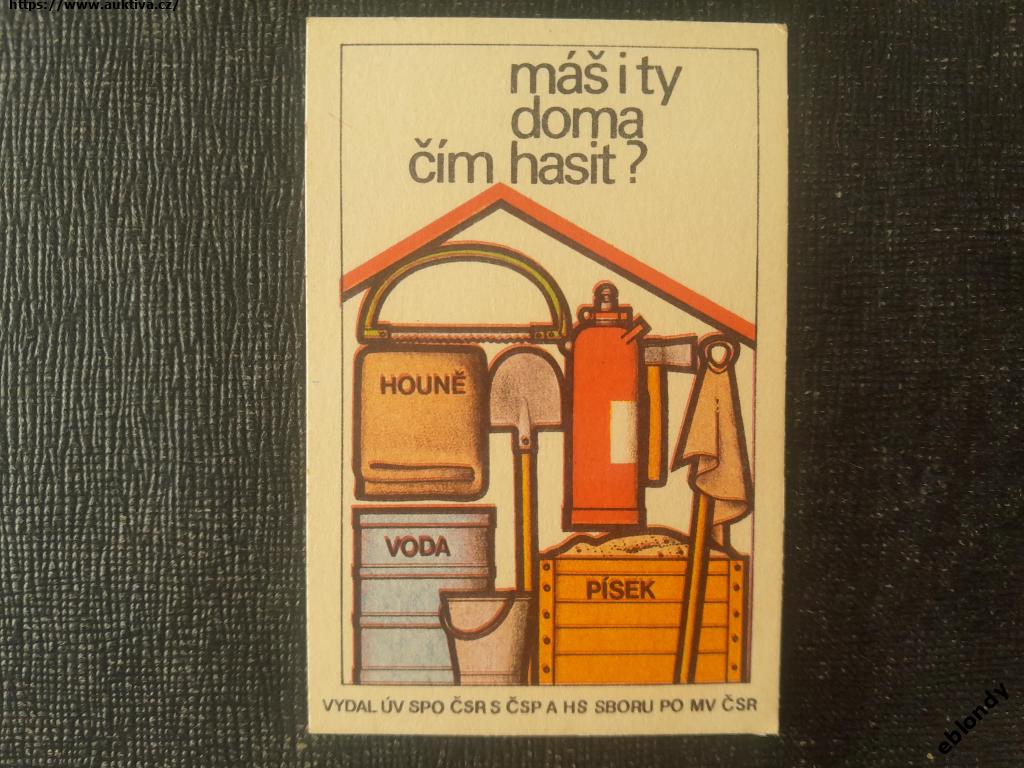 https://www.auktiva.cz/
máš i ty
doma
čím hasit?
HOUNĚ
VODA
PÍSEK
VYDAL ÚV SPO ČSR S ČSP A HS SBORU PO MV ČSR
eblondy